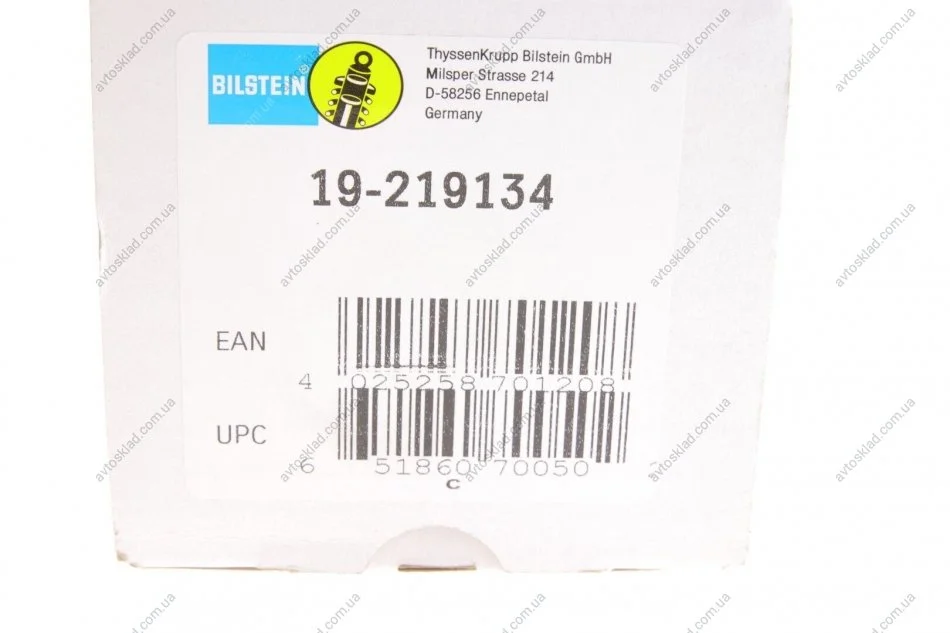 BILSTEIN
ThyssenKrupp Bilstein GmbH
Milsper Strasse 214
D-58256 Ennepetal
Germany
19-219134
EAN
4 025258 701208
UPC
6 51860 70050
C
avtosklad.com.ua